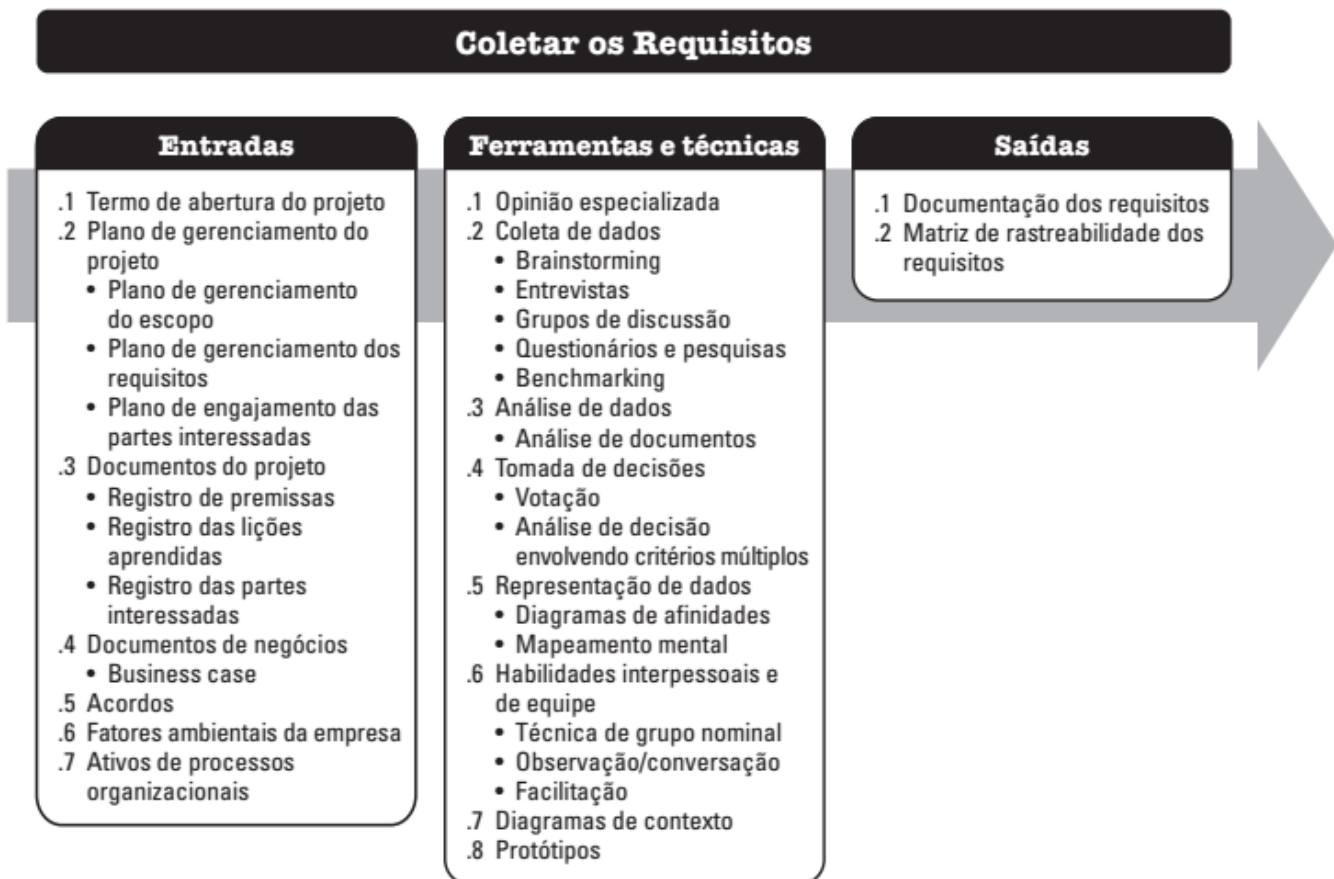 Coletar os Requisitos
Entradas
.1 Termo de abertura do projeto
.2 Plano de gerenciamento do
projeto
• Plano de gerenciamento
do escopo
• Plano de gerenciamento dos
requisitos
• Plano de engajamento das
partes interessadas
.3 Documentos do projeto
• Registro de premissas
• Registro das lições
aprendidas
• Registro das partes
interessadas
.4 Documentos de negócios
• Business case
.5 Acordos
.6 Fatores ambientais da empresa
.7 Ativos de processos
organizacionais
Ferramentas e técnicas
.1 Opinião especializada
.2 Coleta de dados
• Brainstorming
• Entrevistas
• Grupos de discussão
• Questionários e pesquisas
• Benchmarking
.3 Análise de dados
• Análise de documentos
.4 Tomada de decisões
• Votação
• Análise de decisão
envolvendo critérios múltiplos
.5 Representação de dados
• Diagramas de afinidades
• Mapeamento mental
.6 Habilidades interpessoais e
de equipe
• Técnica de grupo nominal
• Observação/conversação
• Facilitação
.7 Diagramas de contexto
.8 Protótipos
Saídas
.1 Documentação dos requisitos
.2 Matriz de rastreabilidade dos
requisitos